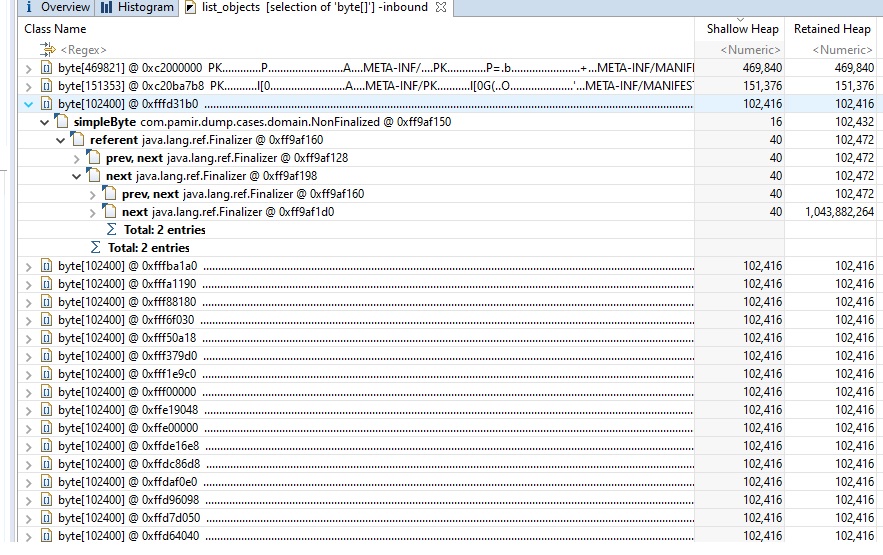 Overview Histogram list_objects [selection of 'byte[]'] -inbound
Class Name Shallow Heap Retained Heap
<Regex> <Numeric> <Numeric>
byte[469821] @ 0xc2000000 PK.............P...............A....META-INF/....PK.............P=.b.........................+...META-INF/MANIF 469,840 469,840
byte[151353] @ 0xc20ba7b8 PK...........I[0...........................A....META-INF/PK...........I[0G(..O.......................'...META-INF/MANIFES 151,376 151,376
byte[102400] @ 0xfffd31b0 ........................................ 102,416 102,416
simpleByte com.pamir.dump.cases.domain.NonFinalized @ 0xff9af150 16 102,432
referent java.lang.ref.Finalizer @ 0xff9af160 40 102,472
prev, next java.lang.ref.Finalizer @ 0xff9af128 40 102,472
next java.lang.ref.Finalizer @ 0xff9af198 40 102,472
prev, next java.lang.ref.Finalizer @ 0xff9af160 40 102,472
next java.lang.ref.Finalizer @ 0xff9af1d0 40 1,043,882,264
Σ Total: 2 entries
Σ Total: 2 entries
byte[102400] @ 0xfffba1a0 ........................................ 102,416 102,416
byte[102400] @ 0xfffa1190 ........................................ 102,416 102,416
byte[102400] @ 0xfff88180 ........................................ 102,416 102,416
byte[102400] @ 0xfff6f030 ........................................ 102,416 102,416
byte[102400] @ 0xfff50a18 ........................................ 102,416 102,416
byte[102400] @ 0xfff379d0 ........................................ 102,416 102,416
byte[102400] @ 0xfff1e9c0 ........................................ 102,416 102,416
byte[102400] @ 0xfff00000 ........................................ 102,416 102,416
byte[102400] @ 0xffe19048 ........................................ 102,416 102,416
byte[102400] @ 0xffe00000 ........................................ 102,416 102,416
byte[102400] @ 0xffde16e8 ........................................ 102,416 102,416
byte[102400] @ 0xffdc86d8 ........................................ 102,416 102,416
byte[102400] @ 0xffdaf0e0 ........................................ 102,416 102,416
byte[102400] @ 0xffd96098 ........................................ 102,416 102,416
byte[102400] @ 0xffd7d050 ........................................ 102,416 102,416
byte[102400] @ 0xffd64040 ........................................ 102,416 102,416